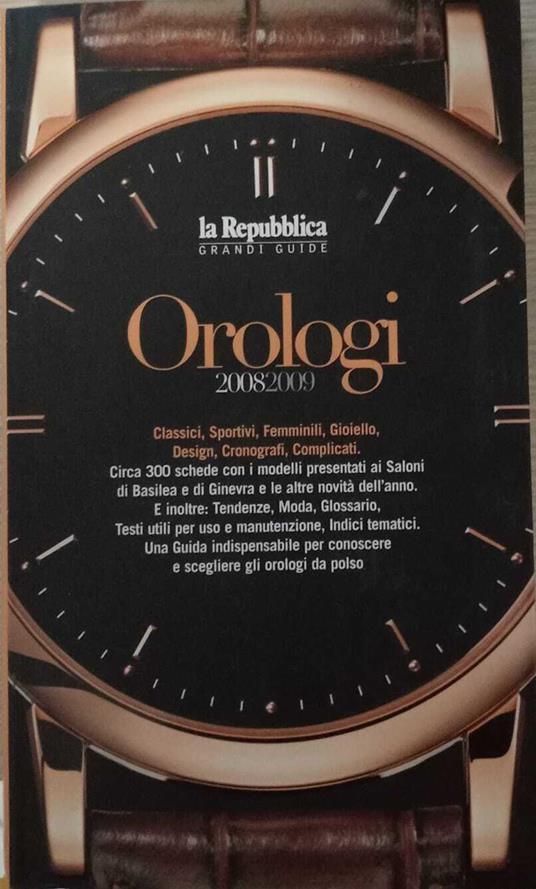 la Repubblica
GRANDI GUIDE
Orologi
20082009
Classici, Sportivi, Femminili, Gioiello,
Design, Cronografi, Complicati.
Circa 300 schede con i modelli presentati ai Saloni
di Basilea e di Ginevra e le altre novità dell'anno.
E inoltre: Tendenze, Moda, Glossario,
Testi utili per uso e manutenzione, Indici tematici.
Una Guida indispensabile per conoscere
e scegliere gli orologi da polso